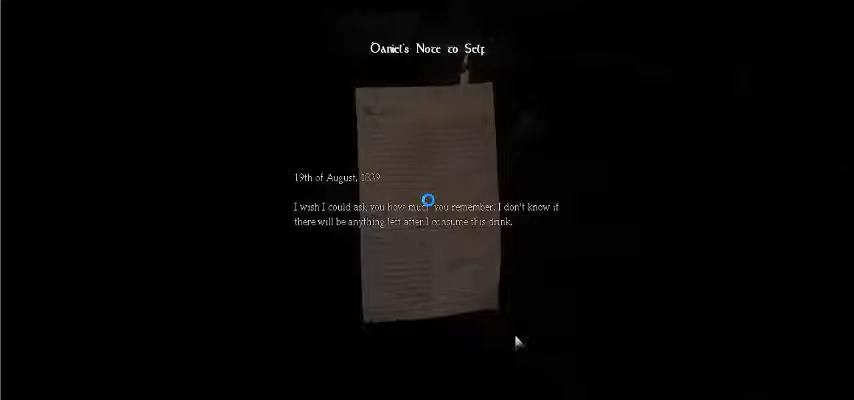 Daniel's Note to Self
19th of August, 1839
I wish I could ask you how much you remember. I don't know if
there will be anything left after I consume this drink.